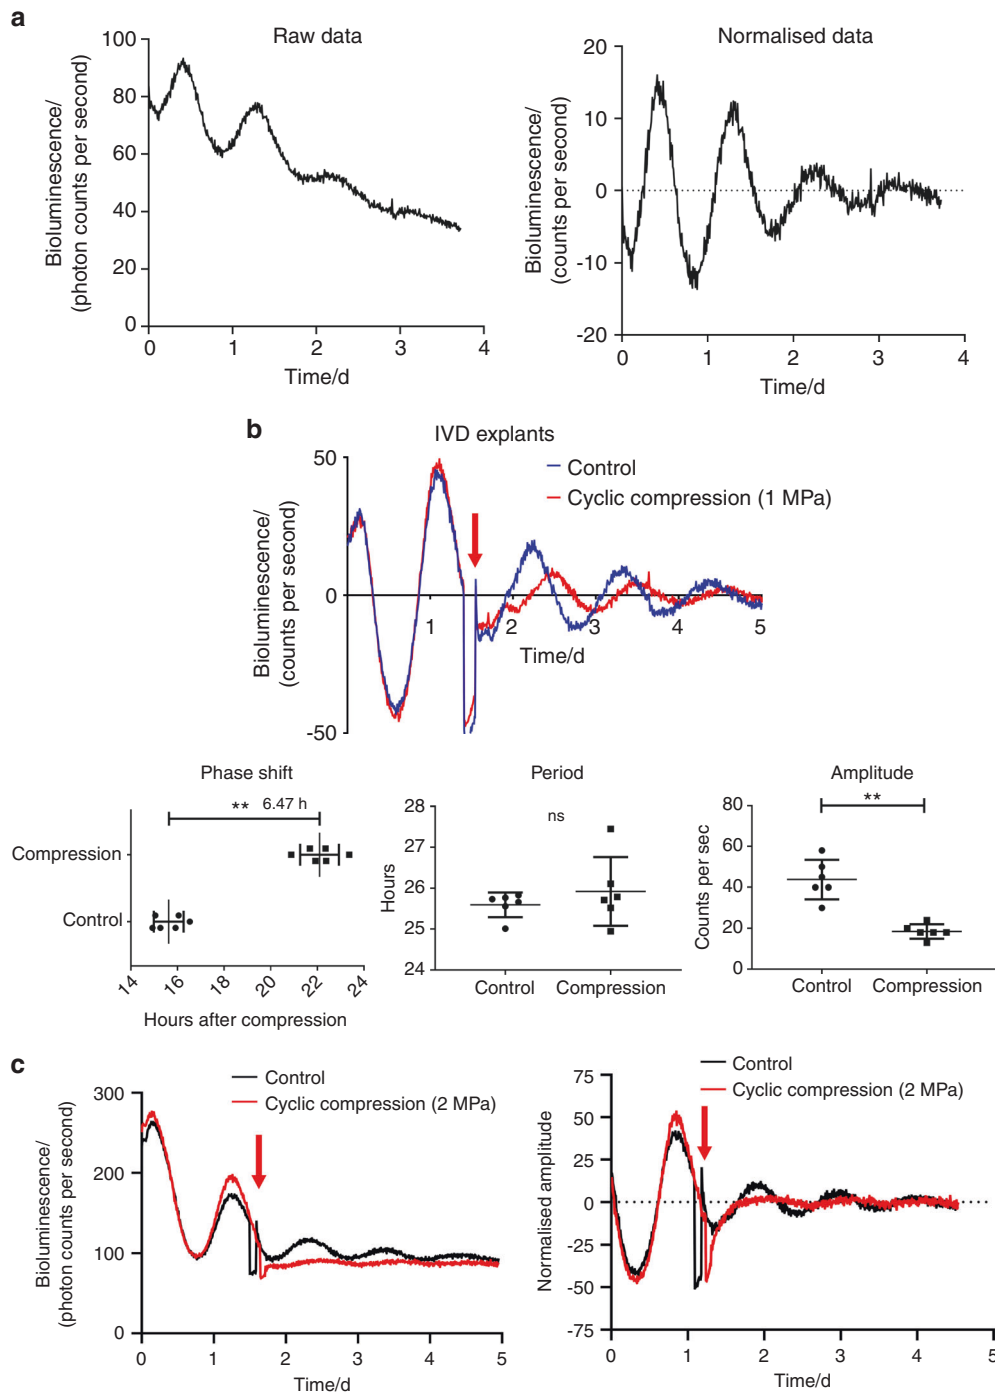 a
Raw data
Bioluminescence/
(photon counts per second)
100
80
60
40
20
0
0 1 2 3 4
Time/d
Normalised data
Bioluminescence/
(counts per second)
20
10
0
-10
-20
0 1 2 3 4
Time/d
b
IVD explants
Control
Cyclic compression (1 MPa)
Bioluminescence/
(counts per second)
50
0
-50
1 2 3 4 5
Time/d
Phase shift
** 6.47 h
Compression
Control
14 16 18 20 22 24
Hours after compression
Period
ns
Hours
28
27
26
25
24
Control Compression
Amplitude
**
Counts per sec
80
60
40
20
0
Control Compression
c
Control
Cyclic compression (2 MPa)
Bioluminescence/
(photon counts per second)
300
200
100
0
0 1 2 3 4 5
Time/d
Control
Cyclic compression (2 MPa)
Normalised amplitude
75
50
25
0
-25
-50
-75
0 1 2 3 4 5
Time/d